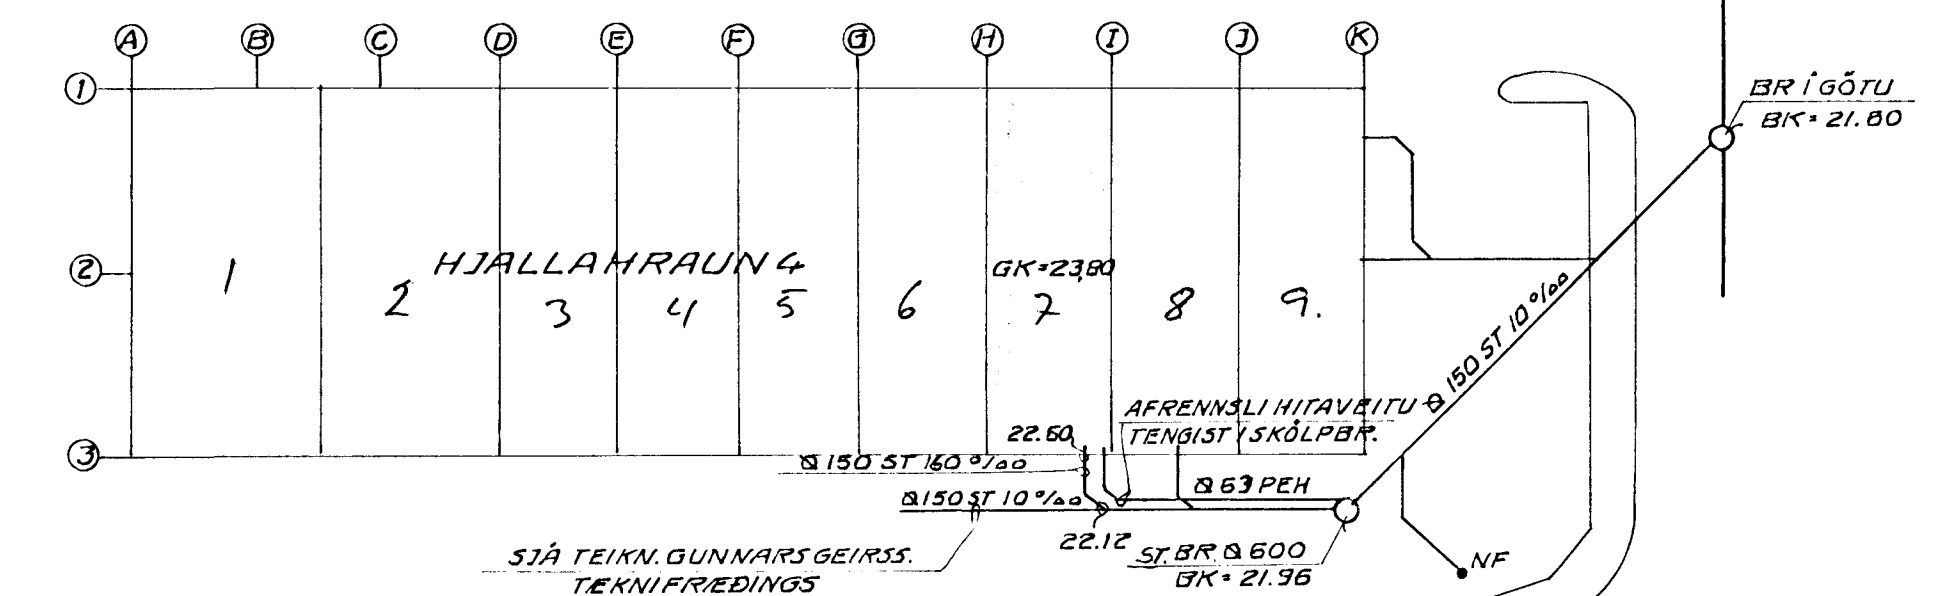 A B C D E F G H I J K
1
BR Í GÖTU
BK = 21.80
2
HJALLAHRAUN 4
GK=23,80
1 2 3 4 5 6 7 8 9.
Ø 150 ST 10 ‰
AFRENNSLI HITAVEITU
TENGIST Í SKÓLPBR.
22.60
3
Ø 150 ST 160 ‰
Ø 63 PEH
Ø 150 ST 10 ‰
22.12
SJÁ TEIKN. GUNNARS GEIRSS.
TÆKNIFRÆÐINGS
ST. BR. Ø 600
BK = 21.96
NF